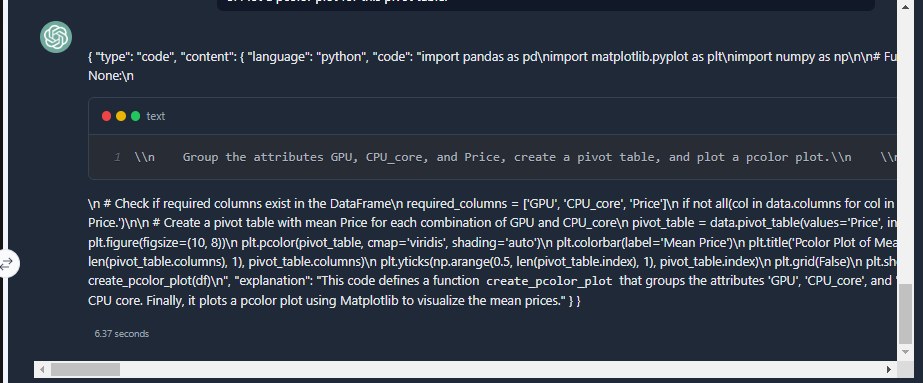 { "type": "code", "content": { "language": "python", "code": "import pandas as pd\nimport matplotlib.pyplot as plt\nimport numpy as np\n\n# Fu
None:\n
text
1 \\n    Group the attributes GPU, CPU_core, and Price, create a pivot table, and plot a pcolor plot.\\n    \\n
\n # Check if required columns exist in the DataFrame\n required_columns = ['GPU', 'CPU_core', 'Price']\n if not all(col in data.columns for col in
Price.')\n\n # Create a pivot table with mean Price for each combination of GPU and CPU_core\n pivot_table = data.pivot_table(values='Price', in
plt.figure(figsize=(10, 8))\n plt.pcolor(pivot_table, cmap='viridis', shading='auto')\n plt.colorbar(label='Mean Price')\n plt.title('Pcolor Plot of Mea
len(pivot_table.columns), 1), pivot_table.columns)\n plt.yticks(np.arange(0.5, len(pivot_table.index), 1), pivot_table.index)\n plt.grid(False)\n plt.sh
create_pcolor_plot(df)\n", "explanation": "This code defines a function create_pcolor_plot that groups the attributes 'GPU', 'CPU_core', and '
CPU core. Finally, it plots a pcolor plot using Matplotlib to visualize the mean prices." } }
6.37 seconds